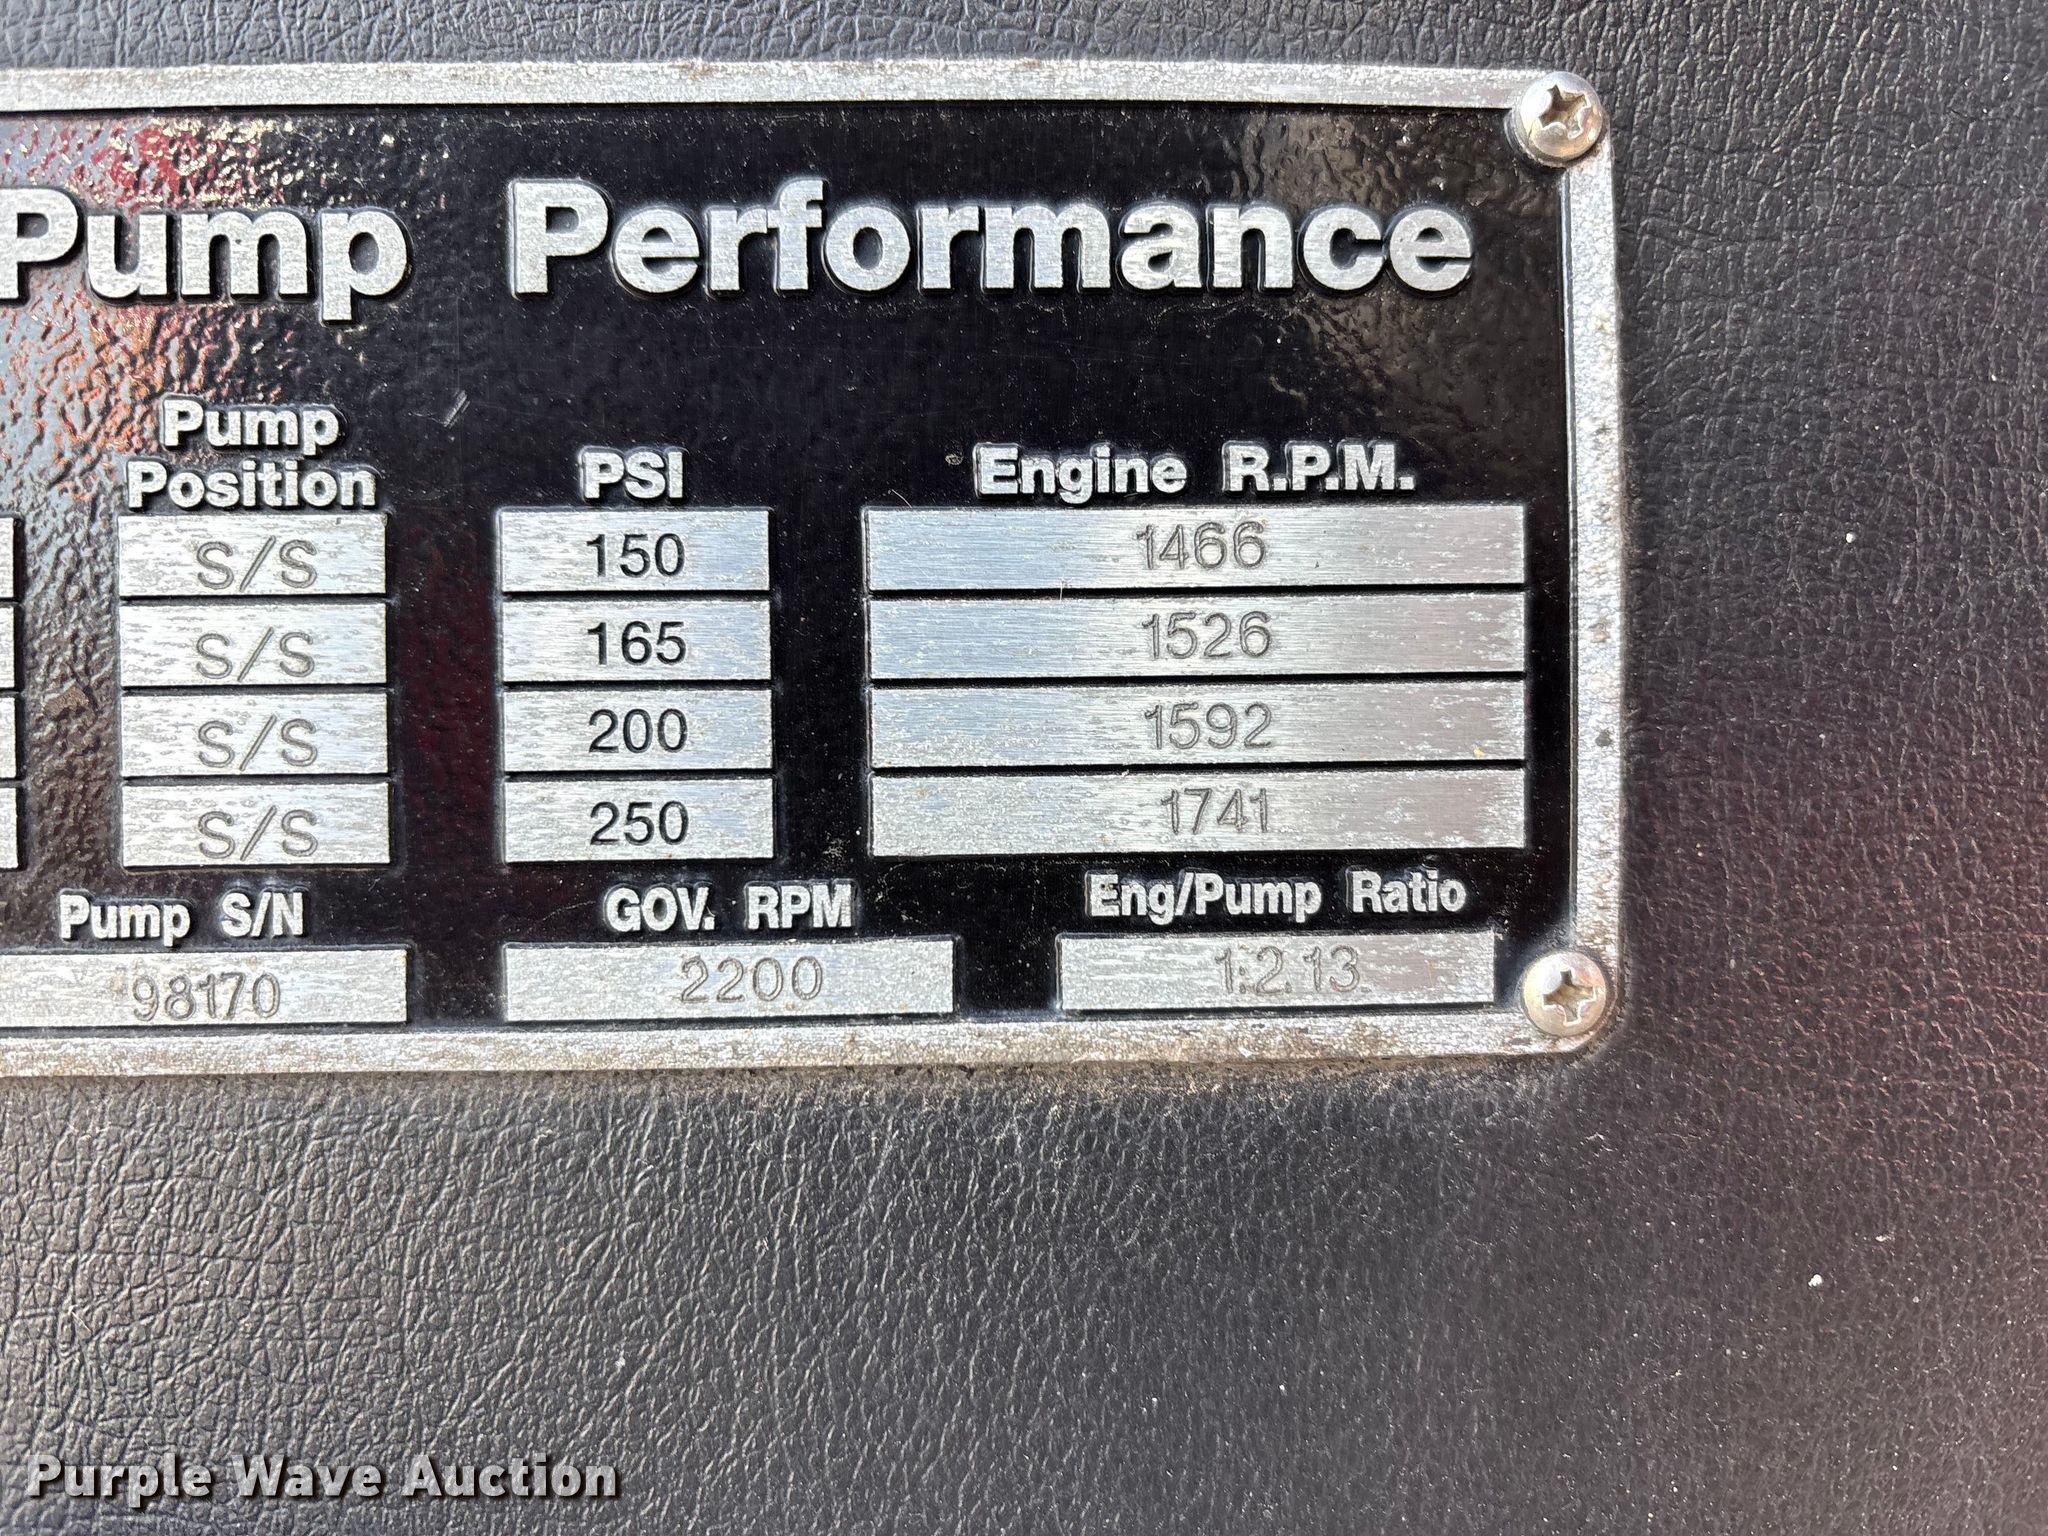 Pump Performance
Pump Position PSI Engine R.P.M.
S/S 150 1466
S/S 165 1526
S/S 200 1592
S/S 250 1741
Pump S/N GOV. RPM Eng/Pump Ratio
98170 2200 1:2.13
Purple Wave Auction